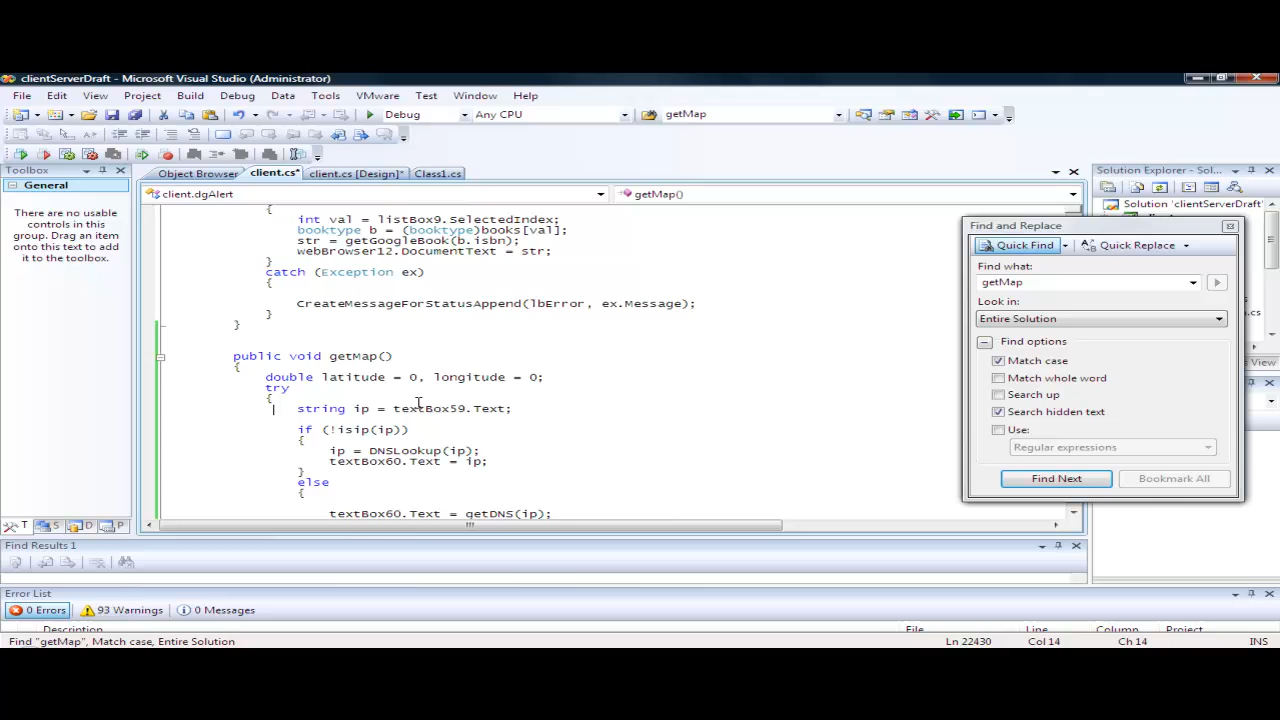 clientServerDraft - Microsoft Visual Studio (Administrator)
File Edit View Project Build Debug Data Tools VMware Test Window Help
Debug Any CPU getMap
Toolbox
Object Browser client.cs* client.cs [Design]* Class1.cs
Solution Explorer - Sol...
General
client.dgAlert getMap()
There are no usable
controls in this
group. Drag an item
onto this text to add
it to the toolbox.
Solution 'clientServerDraft'
{
int val = listBox9.SelectedIndex;
booktype b = (booktype)books[val];
str = getGoogleBook(b.isbn);
webBrowser12.DocumentText = str;
}
catch (Exception ex)
{
CreateMessageForStatusAppend(lbError, ex.Message);
}
}
public void getMap()
{
double latitude = 0, longitude = 0;
try
{
string ip = textBox59.Text;
if (!isip(ip))
{
ip = DNSLookup(ip);
textBox60.Text = ip;
}
else
{
textBox60.Text = getDNS(ip);
Find and Replace
Quick Find Quick Replace
Find what:
getMap
Look in:
Entire Solution
Find options
Match case
Match whole word
Search up
Search hidden text
Use:
Regular expressions
Find Next Bookmark All
View
T S D P
Find Results 1
Error List
0 Errors 93 Warnings 0 Messages
Description File Line Column Project
Find "getMap", Match case, Entire Solution Ln 22430 Col 14 Ch 14 INS